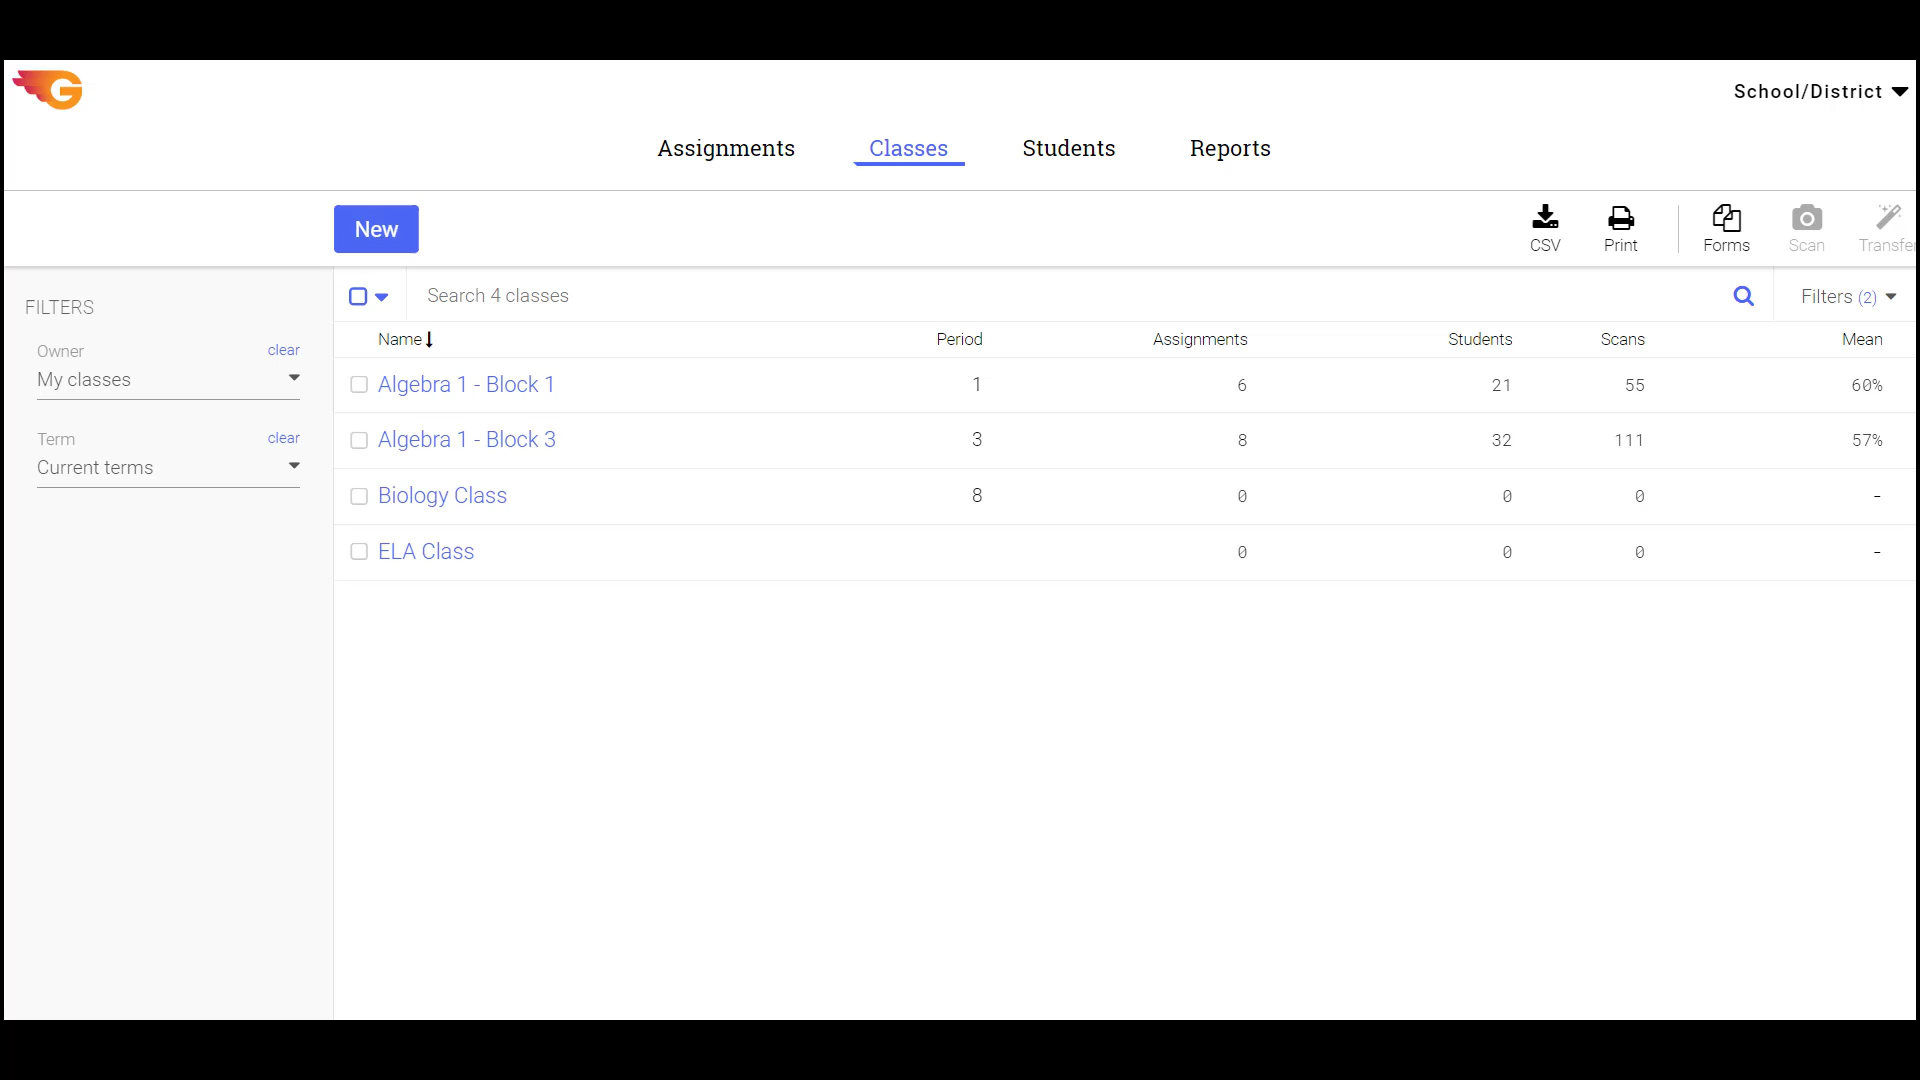 G
School/District
Assignments Classes Students Reports
New CSV Print Forms Scan Transfer
FILTERS
Owner clear
My classes
Term clear
Current terms
Search 4 classes Filters (2)
Name Period Assignments Students Scans Mean
Algebra 1 - Block 1 1 6 21 55 60%
Algebra 1 - Block 3 3 8 32 111 57%
Biology Class 8 0 0 0 -
ELA Class 0 0 0 -